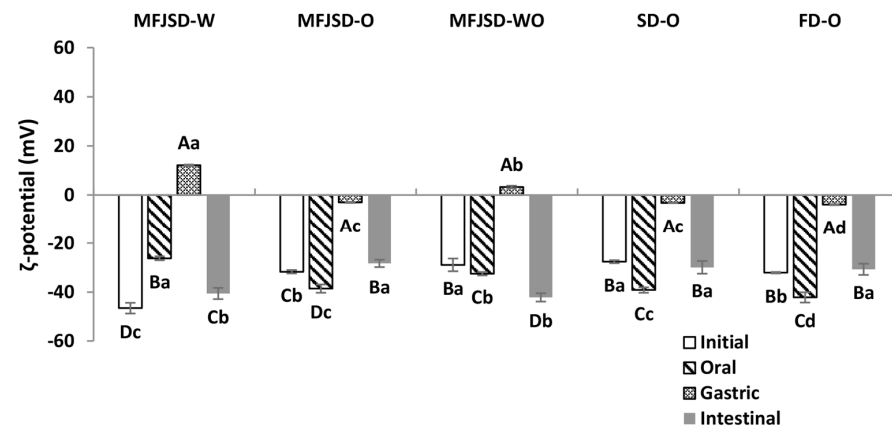 MFJSD-W MFJSD-O MFJSD-WO SD-O FD-O
60
40
20
0
-20
-40
-60
ζ-potential (mV)
Aa Ab
Ac Ac Ad
Ba Cb Ba Ba Cb Ba Ba Bb Ba
Dc Cb Dc Db Cc Cd
Initial
Oral
Gastric
Intestinal